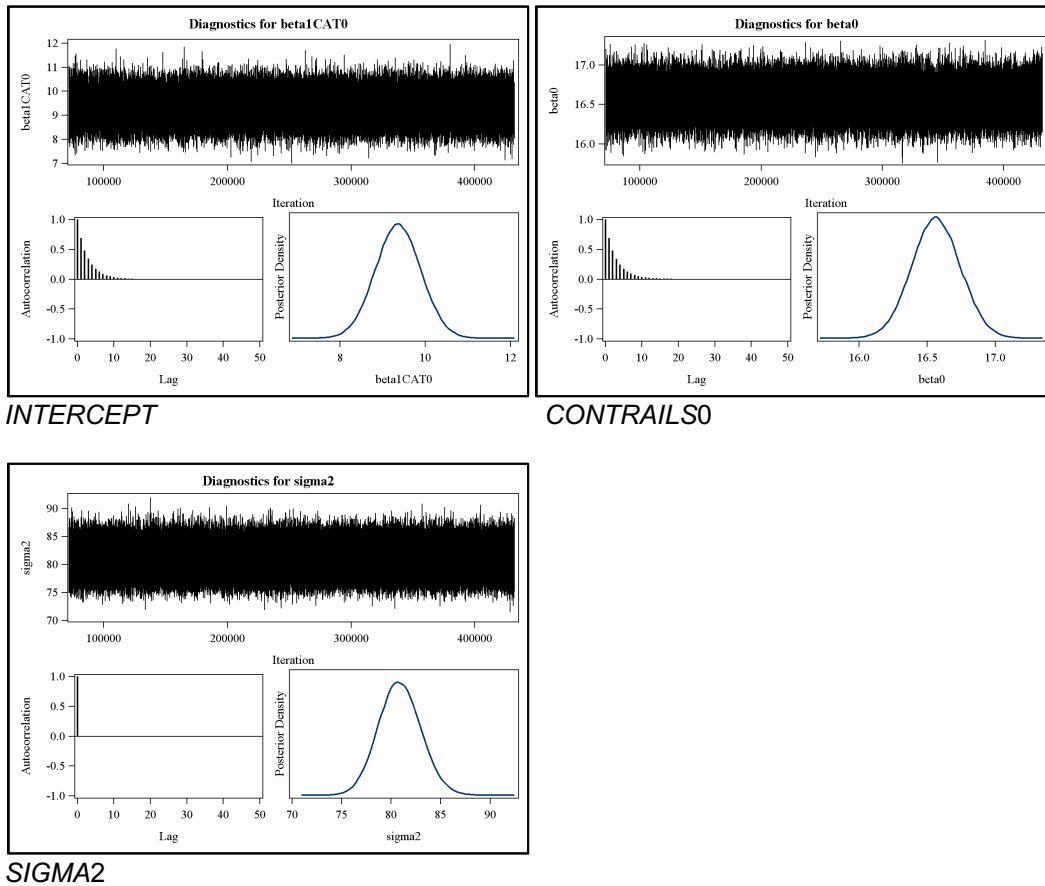 Diagnostics for beta1CAT0
beta1CAT0
12
11
10
9
8
7
100000 200000 300000 400000
Iteration
Autocorrelation
1.0
0.5
0.0
-0.5
-1.0
0 10 20 30 40 50
Lag
Posterior Density
8 10 12
beta1CAT0
INTERCEPT
Diagnostics for beta0
beta0
17.0
16.5
16.0
100000 200000 300000 400000
Iteration
Autocorrelation
1.0
0.5
0.0
-0.5
-1.0
0 10 20 30 40 50
Lag
Posterior Density
16.0 16.5 17.0
beta0
CONTRAILS0
Diagnostics for sigma2
sigma2
90
85
80
75
70
100000 200000 300000 400000
Iteration
Autocorrelation
1.0
0.5
0.0
-0.5
-1.0
0 10 20 30 40 50
Lag
Posterior Density
70 75 80 85 90
sigma2
SIGMA2